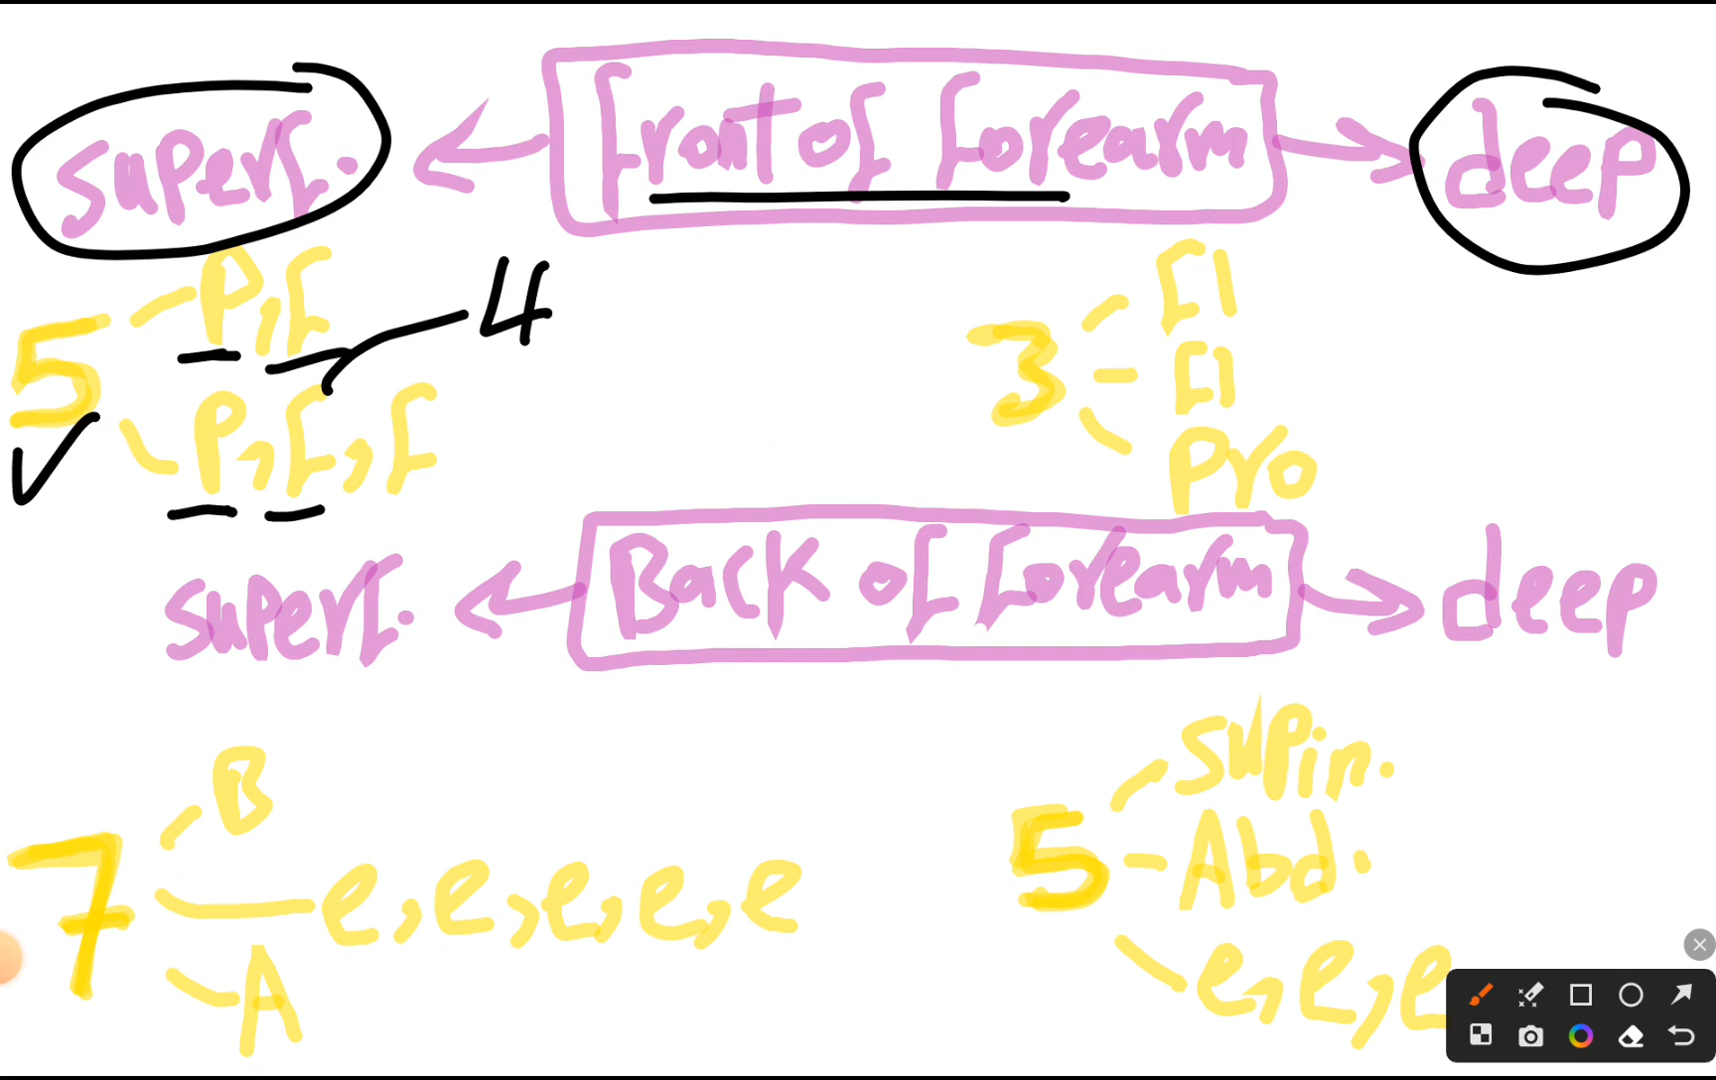 superf. Front of Forearm deep
5 P, F 4
P, F, F
3 Fl
Fl
Pro
superf. Back of Forearm deep
7 B
e, e, e, e, e
A
5 supin.
Abd.
e, e, e